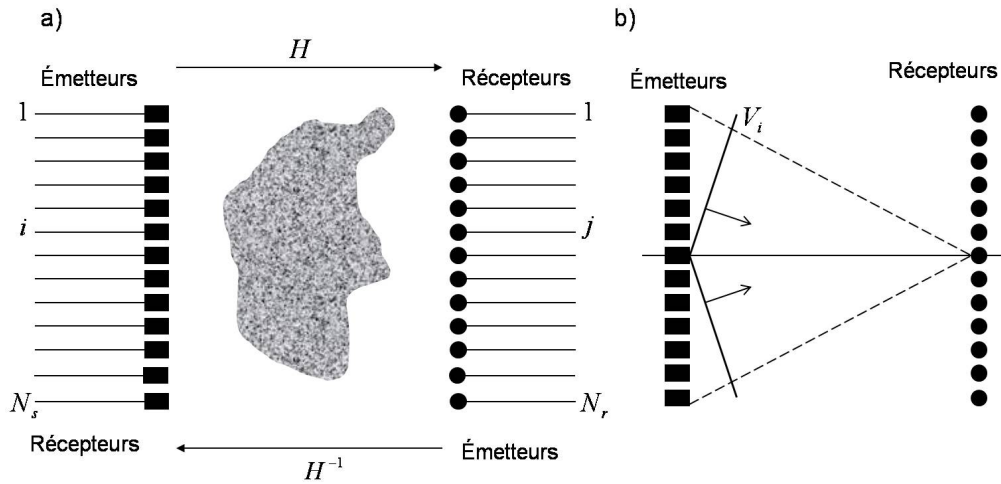 a)
H
Émetteurs
Récepteurs
1
1
i
j
N_s
N_r
Récepteurs
Émetteurs
H^{-1}
b)
Récepteurs
Émetteurs
V_i